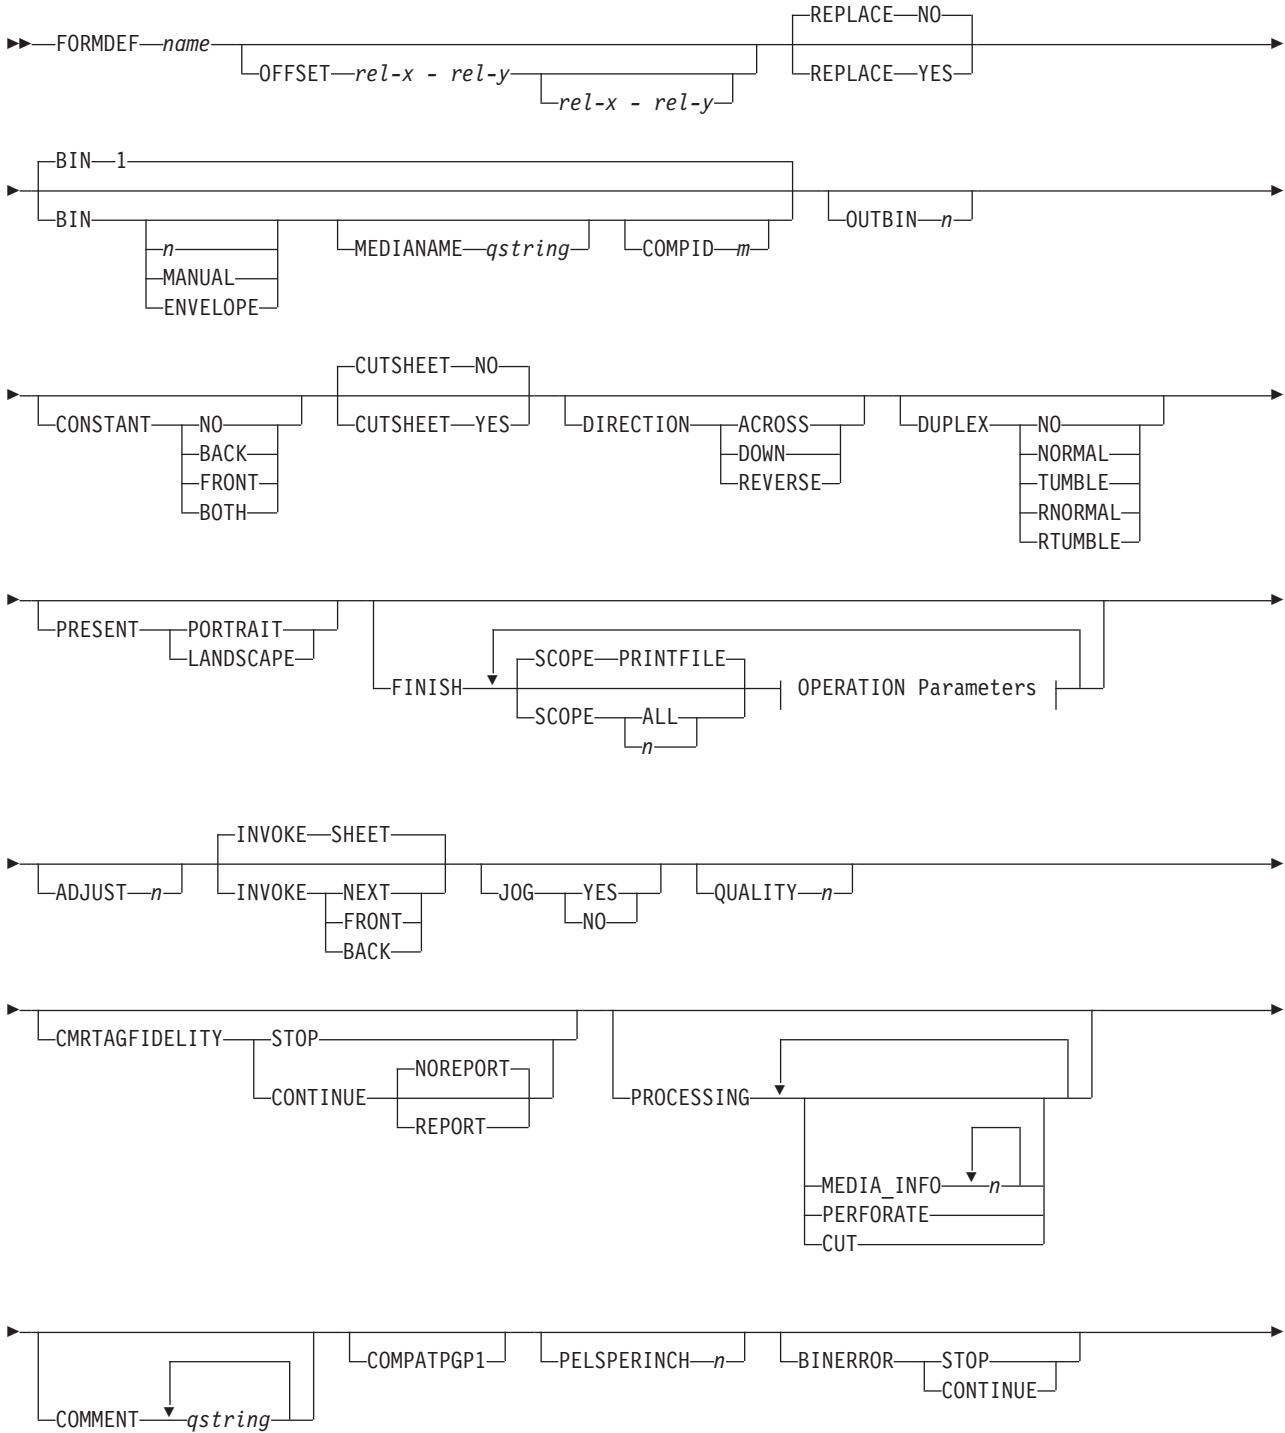 REPLACE NO
FORMDEF name
OFFSET rel-x - rel-y REPLACE YES
rel-x - rel-y
BIN 1
BIN OUTBIN n
n MEDIANAME qstring COMPID m
MANUAL
ENVELOPE
CUTSHEET NO
CONSTANT NO CUTSHEET YES DIRECTION ACROSS DUPLEX NO
BACK DOWN NORMAL
FRONT REVERSE TUMBLE
BOTH RNORMAL
RTUMBLE
PRESENT PORTRAIT
LANDSCAPE SCOPE PRINTFILE
FINISH OPERATION Parameters
SCOPE ALL
n
INVOKE SHEET
ADJUST n INVOKE NEXT JOG YES QUALITY n
FRONT NO
BACK
CMRTAGFIDELITY STOP
NOREPORT
CONTINUE PROCESSING
REPORT
MEDIA_INFO n
PERFORATE
CUT
COMPATPGP1 PELSPERINCH n BINERROR STOP
CONTINUE
COMMENT qstring